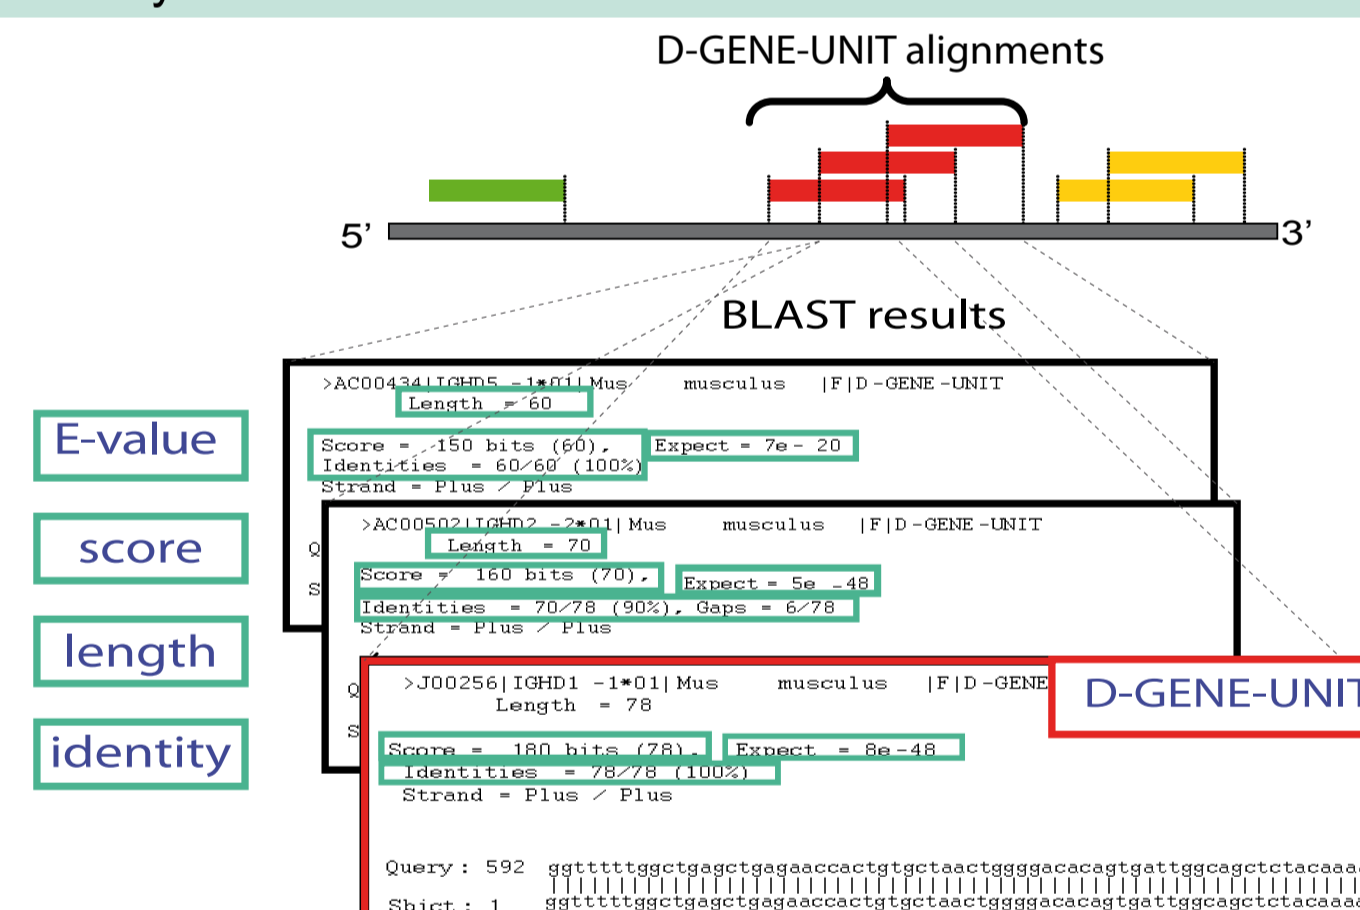 D-GENE-UNIT alignments
5’
3’
BLAST results
>AC00434|IGHD5 -1*01| Mus musculus |F|D-GENE-UNIT
Length = 60
Score = 150 bits (60), Expect = 7e- 20
Identities = 60/60 (100%)
Strand = Plus / Plus
E-value
score
length
identity
>AC00502|IGHD2 -2*01| Mus musculus |F|D-GENE-UNIT
Q
Length = 70
Score = 160 bits (70), Expect = 5e -48
S
Identities = 70/78 (90%), Gaps = 6/78
Strand = Plus / Plus
>J00256|IGHD1 -1*01| Mus musculus |F|D-GENE
Q
Length = 78
D-GENE-UNIT
S
Score = 180 bits (78), Expect = 8e-48
Identities = 78/78 (100%)
Strand = Plus / Plus
Query: 592 ggtttttggctgagctgagaaccactgtgctaactggggacacagtgattggcagctctacaaa
Sbjct: 1 ggtttttggctgagctgagaaccactgtgctaactggggacacagtgattggcagctctacaaa